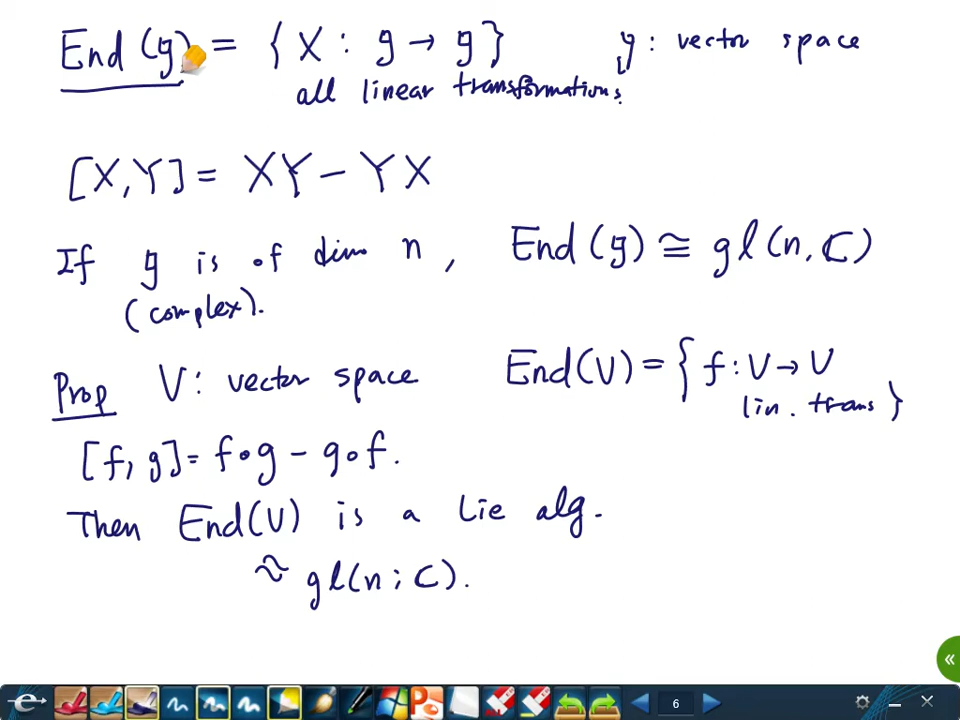 End (g) = { X : g → g } g : vector space
all linear transformations.
[X, Y] = XY − YX
If g is of dim n , End (g) ≅ gl(n, C)
(complex).
Prop V : vector space End(V) = { f : V → V
lin. trans }
[f, g] = f∘g − g∘f.
Then End(V) is a Lie alg.
≈ gl(n ; C).
6